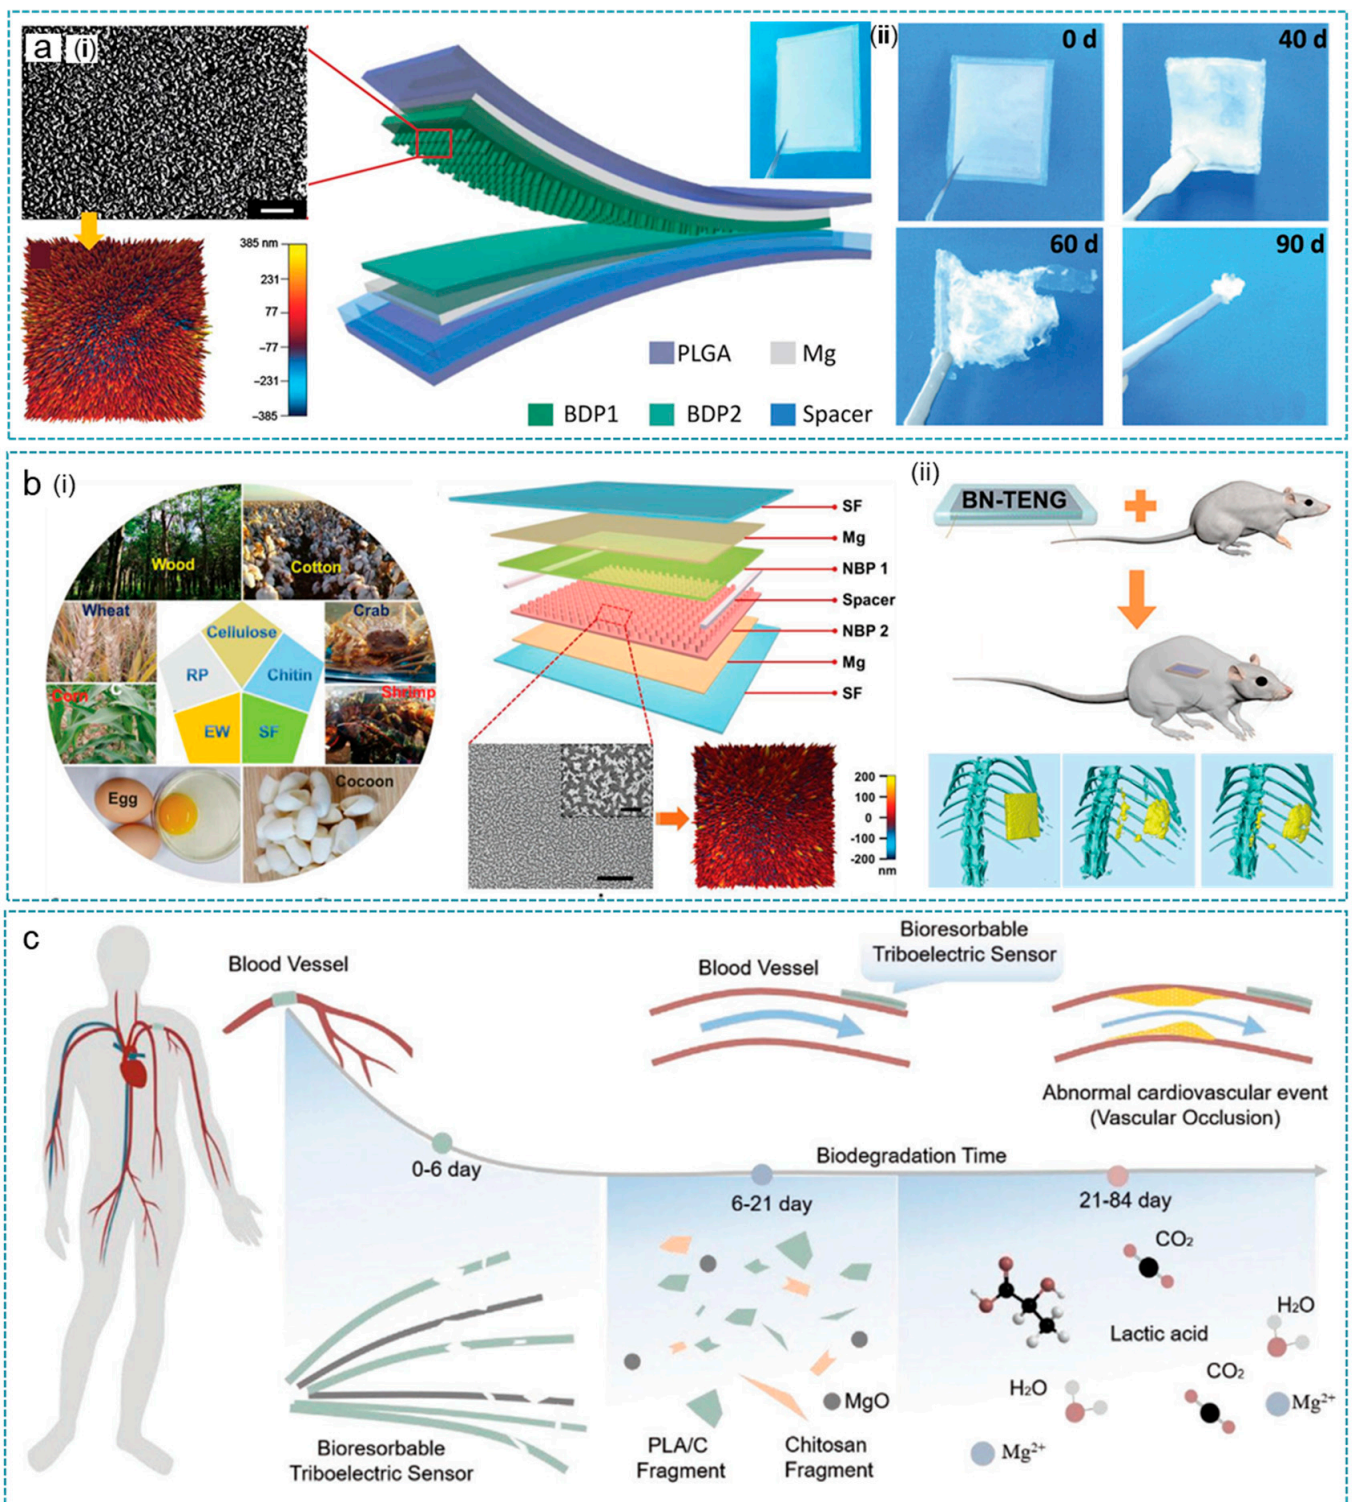 a (i)
385 nm
231
77
−77
−231
−385
PLGA
Mg
BDP1
BDP2
Spacer
(ii)
0 d
40 d
60 d
90 d
b (i)
Wood
Cotton
Wheat
Crab
Cellulose
RP
Chitin
Corn
Shrimp
EW
SF
Egg
Cocoon
SF
Mg
NBP 1
Spacer
NBP 2
Mg
SF
200
100
0
-100
-200
nm
(ii)
BN-TENG
c
Blood Vessel
Blood Vessel
Bioresorbable
Triboelectric Sensor
Abnormal cardiovascular event
(Vascular Occlusion)
0-6 day
Biodegradation Time
6-21 day
21-84 day
CO₂
H₂O
Lactic acid
H₂O
CO₂
Mg²⁺
Mg²⁺
MgO
PLA/C
Fragment
Chitosan
Fragment
Bioresorbable
Triboelectric Sensor